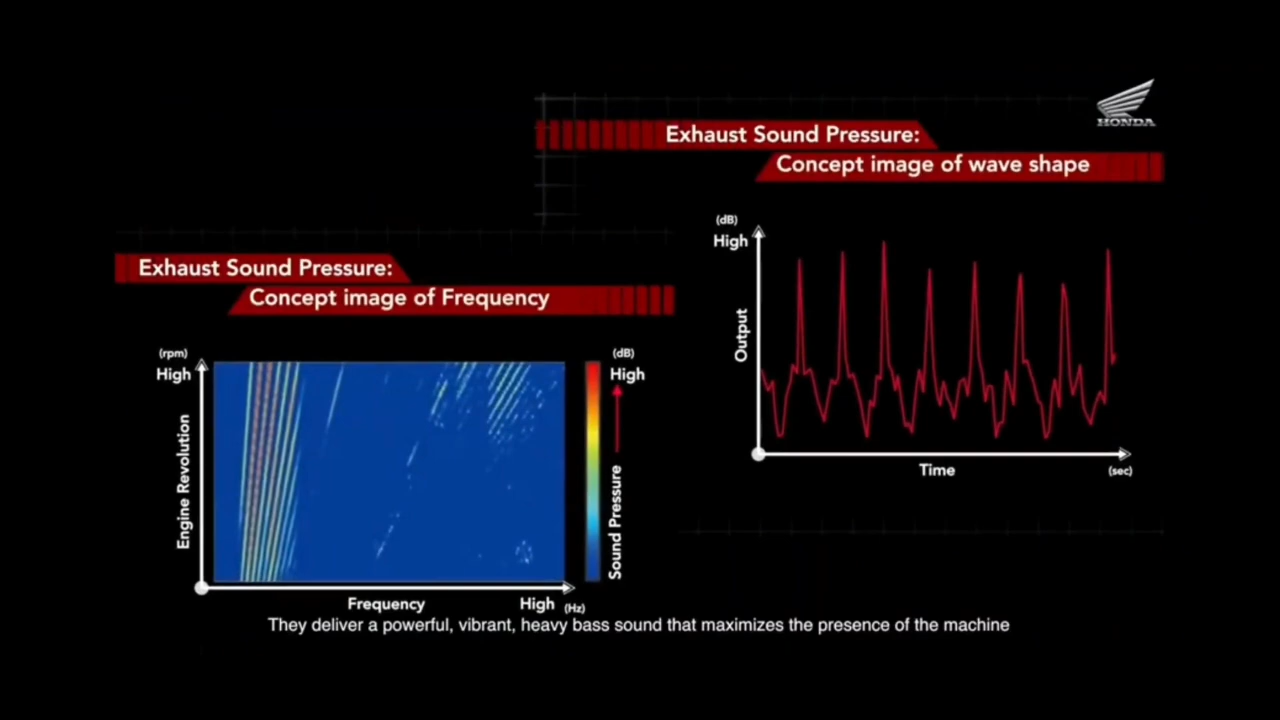 HONDA
Exhaust Sound Pressure:
Concept image of wave shape
(dB)
High
Output
Time
(sec)
Exhaust Sound Pressure:
Concept image of Frequency
(rpm)
High
Engine Revolution
Frequency
High (Hz)
(dB)
High
Sound Pressure
They deliver a powerful, vibrant, heavy bass sound that maximizes the presence of the machine